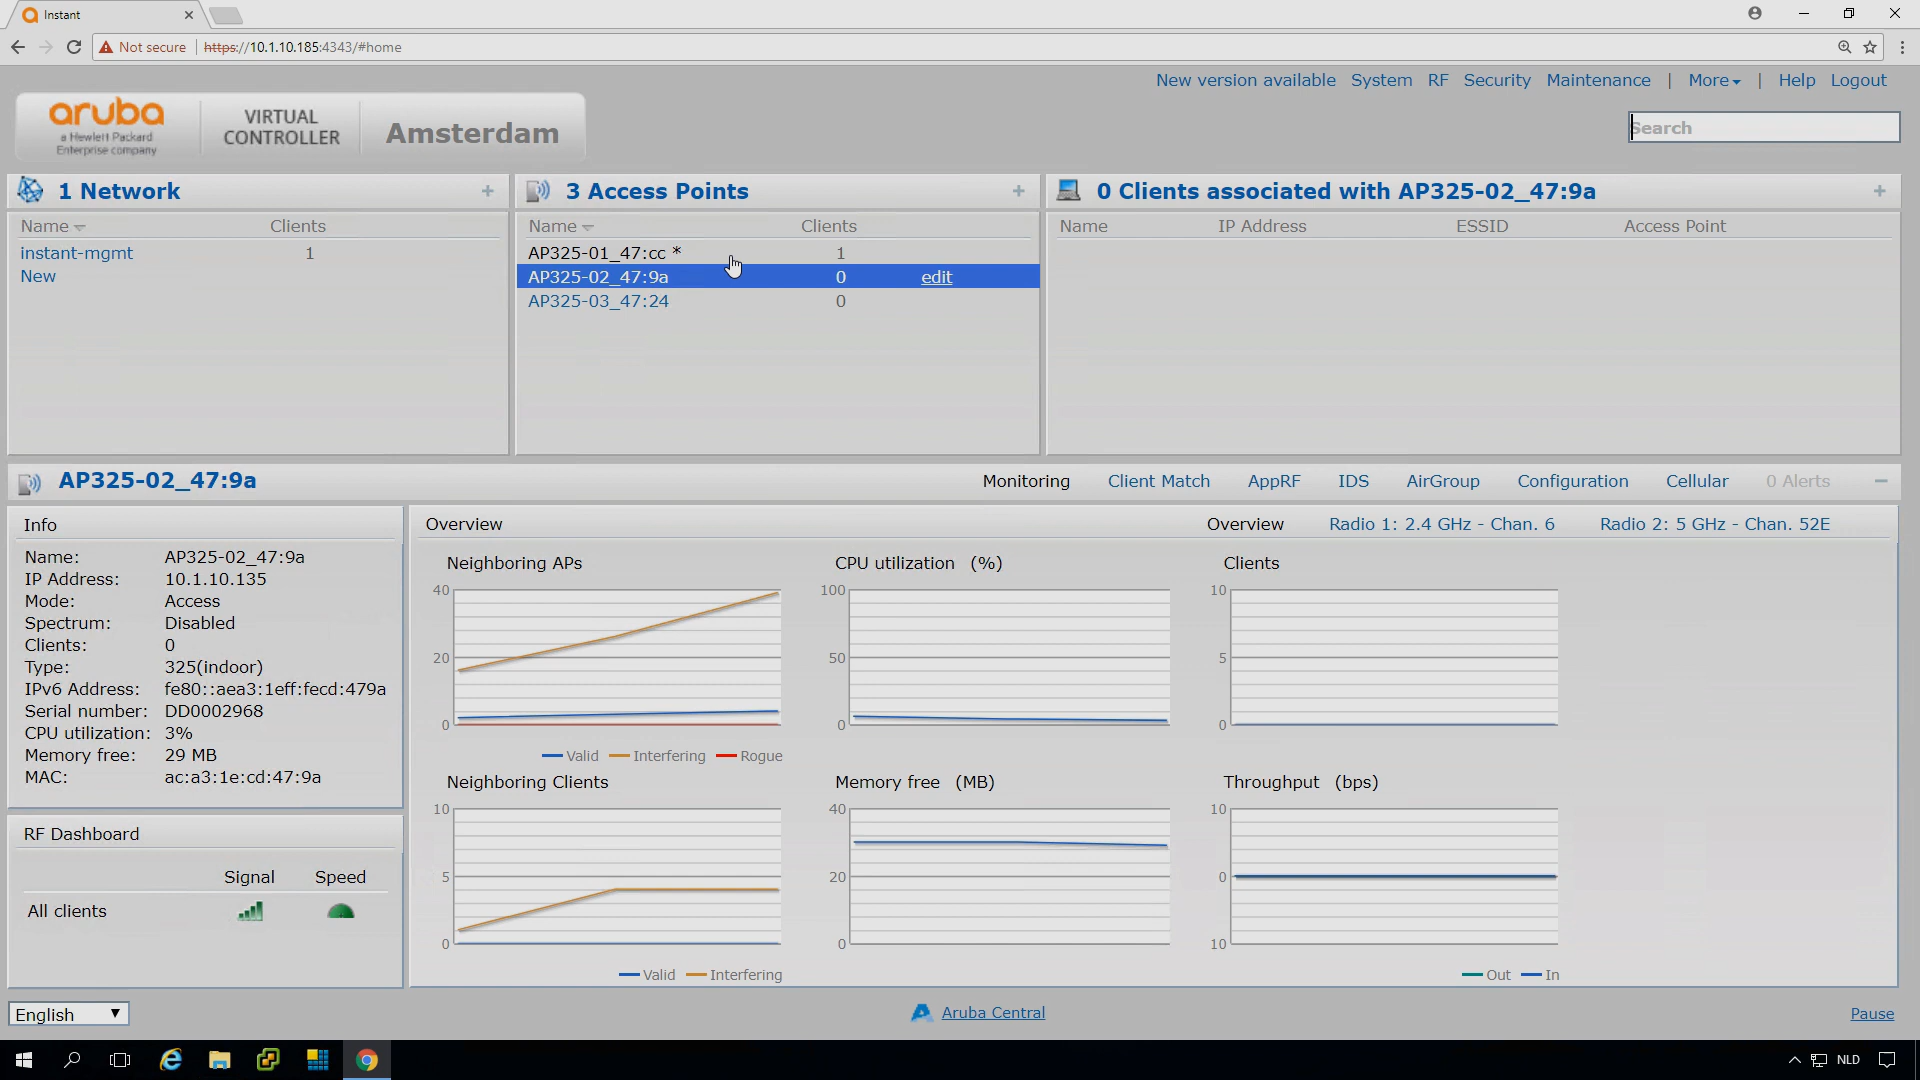 Instant
Not secure https://10.1.10.185:4343/#home
New version available System RF Security Maintenance | More | Help Logout
aruba
a Hewlett Packard
Enterprise company
VIRTUAL
CONTROLLER
Amsterdam
Search
1 Network +
Name Clients
instant-mgmt 1
New
3 Access Points +
Name Clients
AP325-01_47:cc * 1
AP325-02_47:9a 0 edit
AP325-03_47:24 0
0 Clients associated with AP325-02_47:9a +
Name IP Address ESSID Access Point
AP325-02_47:9a
Monitoring Client Match AppRF IDS AirGroup Configuration Cellular 0 Alerts
Info
Name: AP325-02_47:9a
IP Address: 10.1.10.135
Mode: Access
Spectrum: Disabled
Clients: 0
Type: 325(indoor)
IPv6 Address: fe80::aea3:1eff:fecd:479a
Serial number: DD0002968
CPU utilization: 3%
Memory free: 29 MB
MAC: ac:a3:1e:cd:47:9a
RF Dashboard
Signal Speed
All clients
Overview
Overview Radio 1: 2.4 GHz - Chan. 6 Radio 2: 5 GHz - Chan. 52E
Neighboring APs
40
20
0
Valid Interfering Rogue
CPU utilization (%)
100
50
0
Clients
10
5
0
Neighboring Clients
10
5
0
Valid Interfering
Memory free (MB)
40
20
0
Throughput (bps)
10
0
10
Out In
English
Aruba Central
Pause
NLD